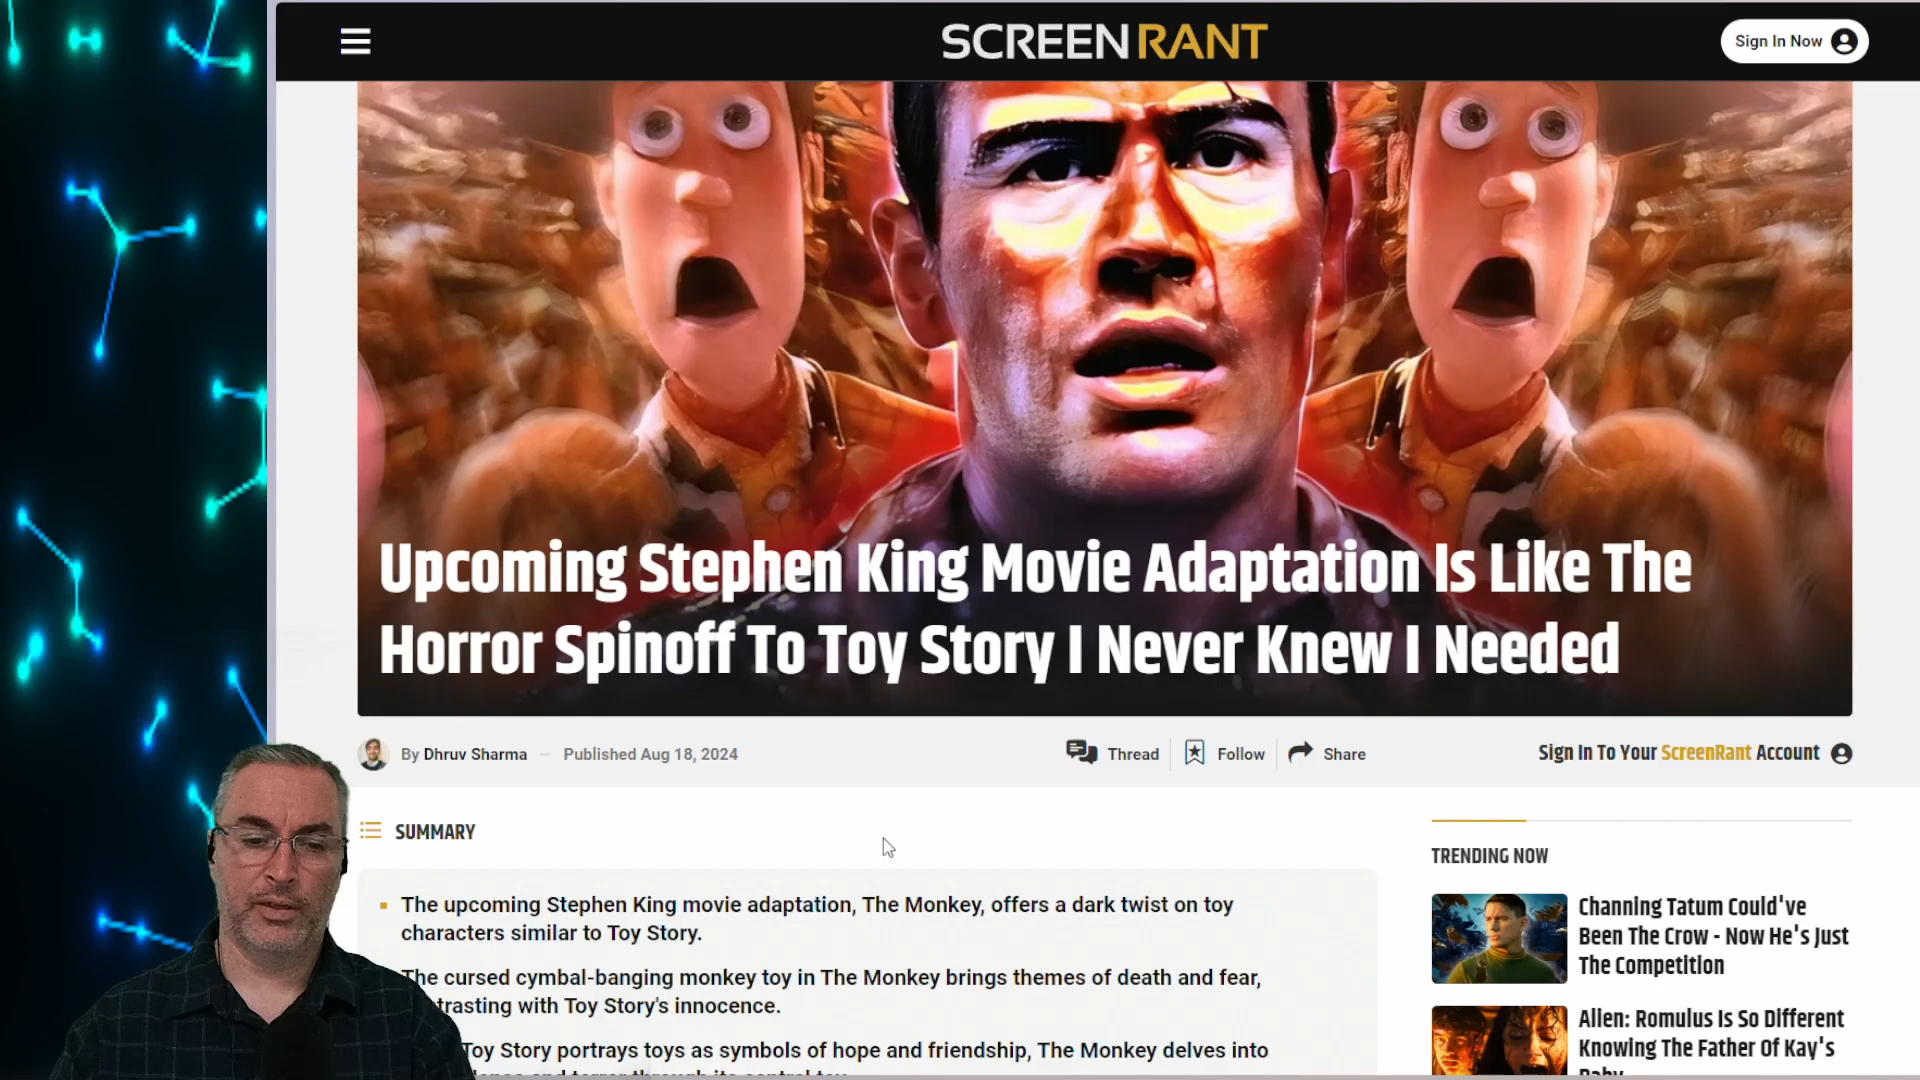 SCREENRANT
Sign In Now
Upcoming Stephen King Movie Adaptation Is Like The
Horror Spinoff To Toy Story I Never Knew I Needed
By Dhruv Sharma – Published Aug 18, 2024
Thread
Follow
Share
Sign In To Your ScreenRant Account
SUMMARY
The upcoming Stephen King movie adaptation, The Monkey, offers a dark twist on toy
characters similar to Toy Story.
The cursed cymbal-banging monkey toy in The Monkey brings themes of death and fear,
trasting with Toy Story's innocence.
Toy Story portrays toys as symbols of hope and friendship, The Monkey delves into
TRENDING NOW
Channing Tatum Could've
Been The Crow - Now He's Just
The Competition
Alien: Romulus Is So Different
Knowing The Father Of Kay's